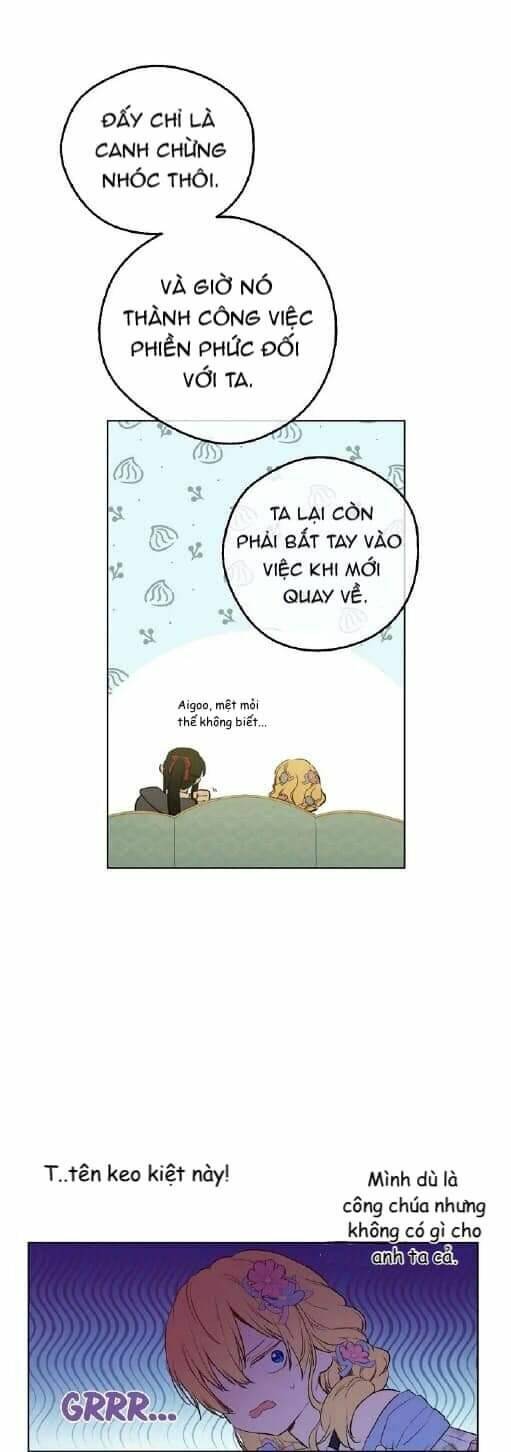 ĐẤY CHỈ LÀ
CANH CHỪNG
NHÓC THÔI.
VÀ GIỜ NÓ
THÀNH CÔNG VIỆC
PHIỀN PHỨC ĐỐI
VỚI TA.
TA LẠI CÒN
PHẢI BẮT TAY VÀO
VIỆC KHI MỚI
QUAY VỀ.
Aigoo, mệt mỏi
thế không biết...
T..tên keo kiệt này!
Mình dù là
công chúa nhưng
không có gì cho
anh ta cả.
GRRR...